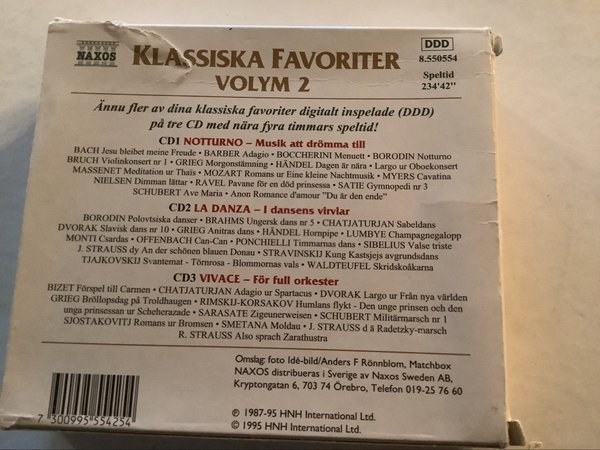 NAXOS
KLASSISKA FAVORITER
VOLYM 2
DDD
8.550554
Speltid
234'42"
Ännu fler av dina klassiska favoriter digitalt inspelade (DDD)
på tre CD med nära fyra timmars speltid!
CD1 NOTTURNO – Musik att drömma till
BACH Jesu bleibet meine Freude • BARBER Adagio • BOCCHERINI Menuett • BORODIN Notturno
BRUCH Violinkonsert nr 1 • GRIEG Morgonstämning • HÄNDEL Dagen är nära • Largo ur Oboekonsert
MASSENET Meditation ur Thaïs • MOZART Romans ur Eine kleine Nachtmusik • MYERS Cavatina
NIELSEN Dimman lättar • RAVEL Pavane för en död prinsessa • SATIE Gymnopedi nr 3
SCHUBERT Ave Maria • Anon Romance d'amour "Du är den ende"
CD2 LA DANZA – I dansens virvlar
BORODIN Polovtsiska danser • BRAHMS Ungersk dans nr 5 • CHATJATURJAN Sabeldans
DVORAK Slavisk dans nr 10 • GRIEG Anitras dans • HÄNDEL Hornpipe • LUMBYE Champagnegalopp
MONTI Csardas • OFFENBACH Can-Can • PONCHIELLI Timmarnas dans • SIBELIUS Valse triste
J. STRAUSS dy An der schönen blauen Donau • STRAVINSKIJ Kung Kastsjejs avgrundsdans
TJAJKOVSKIJ Svantemat - Törnrosa - Blommornas vals • WALDTEUFEL Skridskoåkarna
CD3 VIVACE – För full orkester
BIZET Förspel till Carmen • CHATJATURJAN Adagio ur Spartacus • DVORAK Largo ur Från nya världen
GRIEG Bröllopsdag på Troldhaugen • RIMSKIJ-KORSAKOV Humlans flykt - Den unge prinsen och den
unga prinsessan ur Scheherazade • SARASATE Zigeunerweisen • SCHUBERT Militärmarsch nr 1
SJOSTAKOVITJ Romans ur Bromsen • SMETANA Moldau • J. STRAUSS d ä Radetzky-marsch
R. STRAUSS Also sprach Zarathustra
Omslag: foto Idé-bild/Anders F Rönnblom, Matchbox
NAXOS distribueras i Sverige av Naxos Sweden AB,
Kryptongatan 6, 703 74 Örebro, Telefon 019-25 76 60
℗ 1987-95 HNH International Ltd.
© 1995 HNH International Ltd.
7 300995 554254